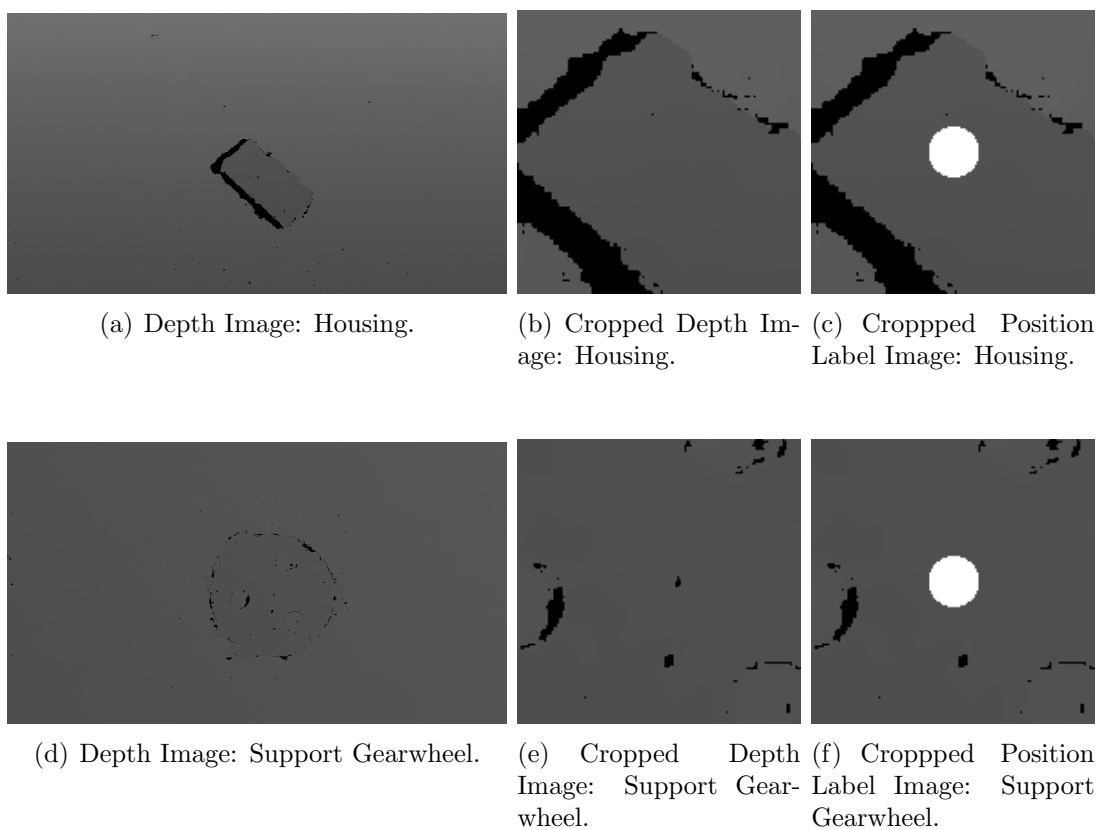 (a) Depth Image: Housing.
(b) Cropped Depth Im-
age: Housing.
(c) Croppped Position
Label Image: Housing.
(d) Depth Image: Support Gearwheel.
(e) Cropped Depth
Image: Support Gear-
wheel.
(f) Croppped Position
Label Image: Support
Gearwheel.